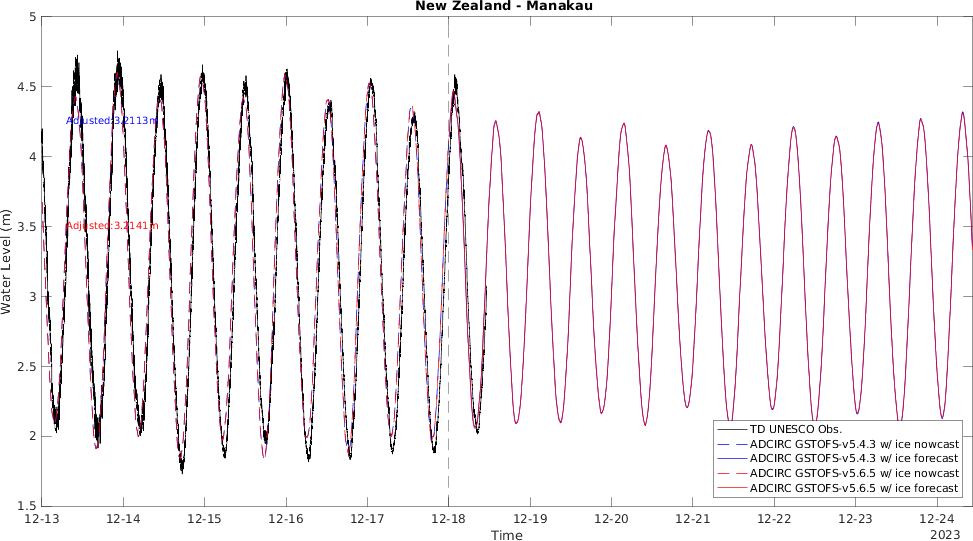 New Zealand - Manakau
5
4.5
4
3.5
3
2.5
2
1.5
Water Level (m)
Adjusted:3.2113m
Adjusted:3.2141m
TD UNESCO Obs.
ADCIRC GSTOFS-v5.4.3 w/ ice nowcast
ADCIRC GSTOFS-v5.4.3 w/ ice forecast
ADCIRC GSTOFS-v5.6.5 w/ ice nowcast
ADCIRC GSTOFS-v5.6.5 w/ ice forecast
12-13 12-14 12-15 12-16 12-17 12-18 12-19 12-20 12-21 12-22 12-23 12-24
2023
Time